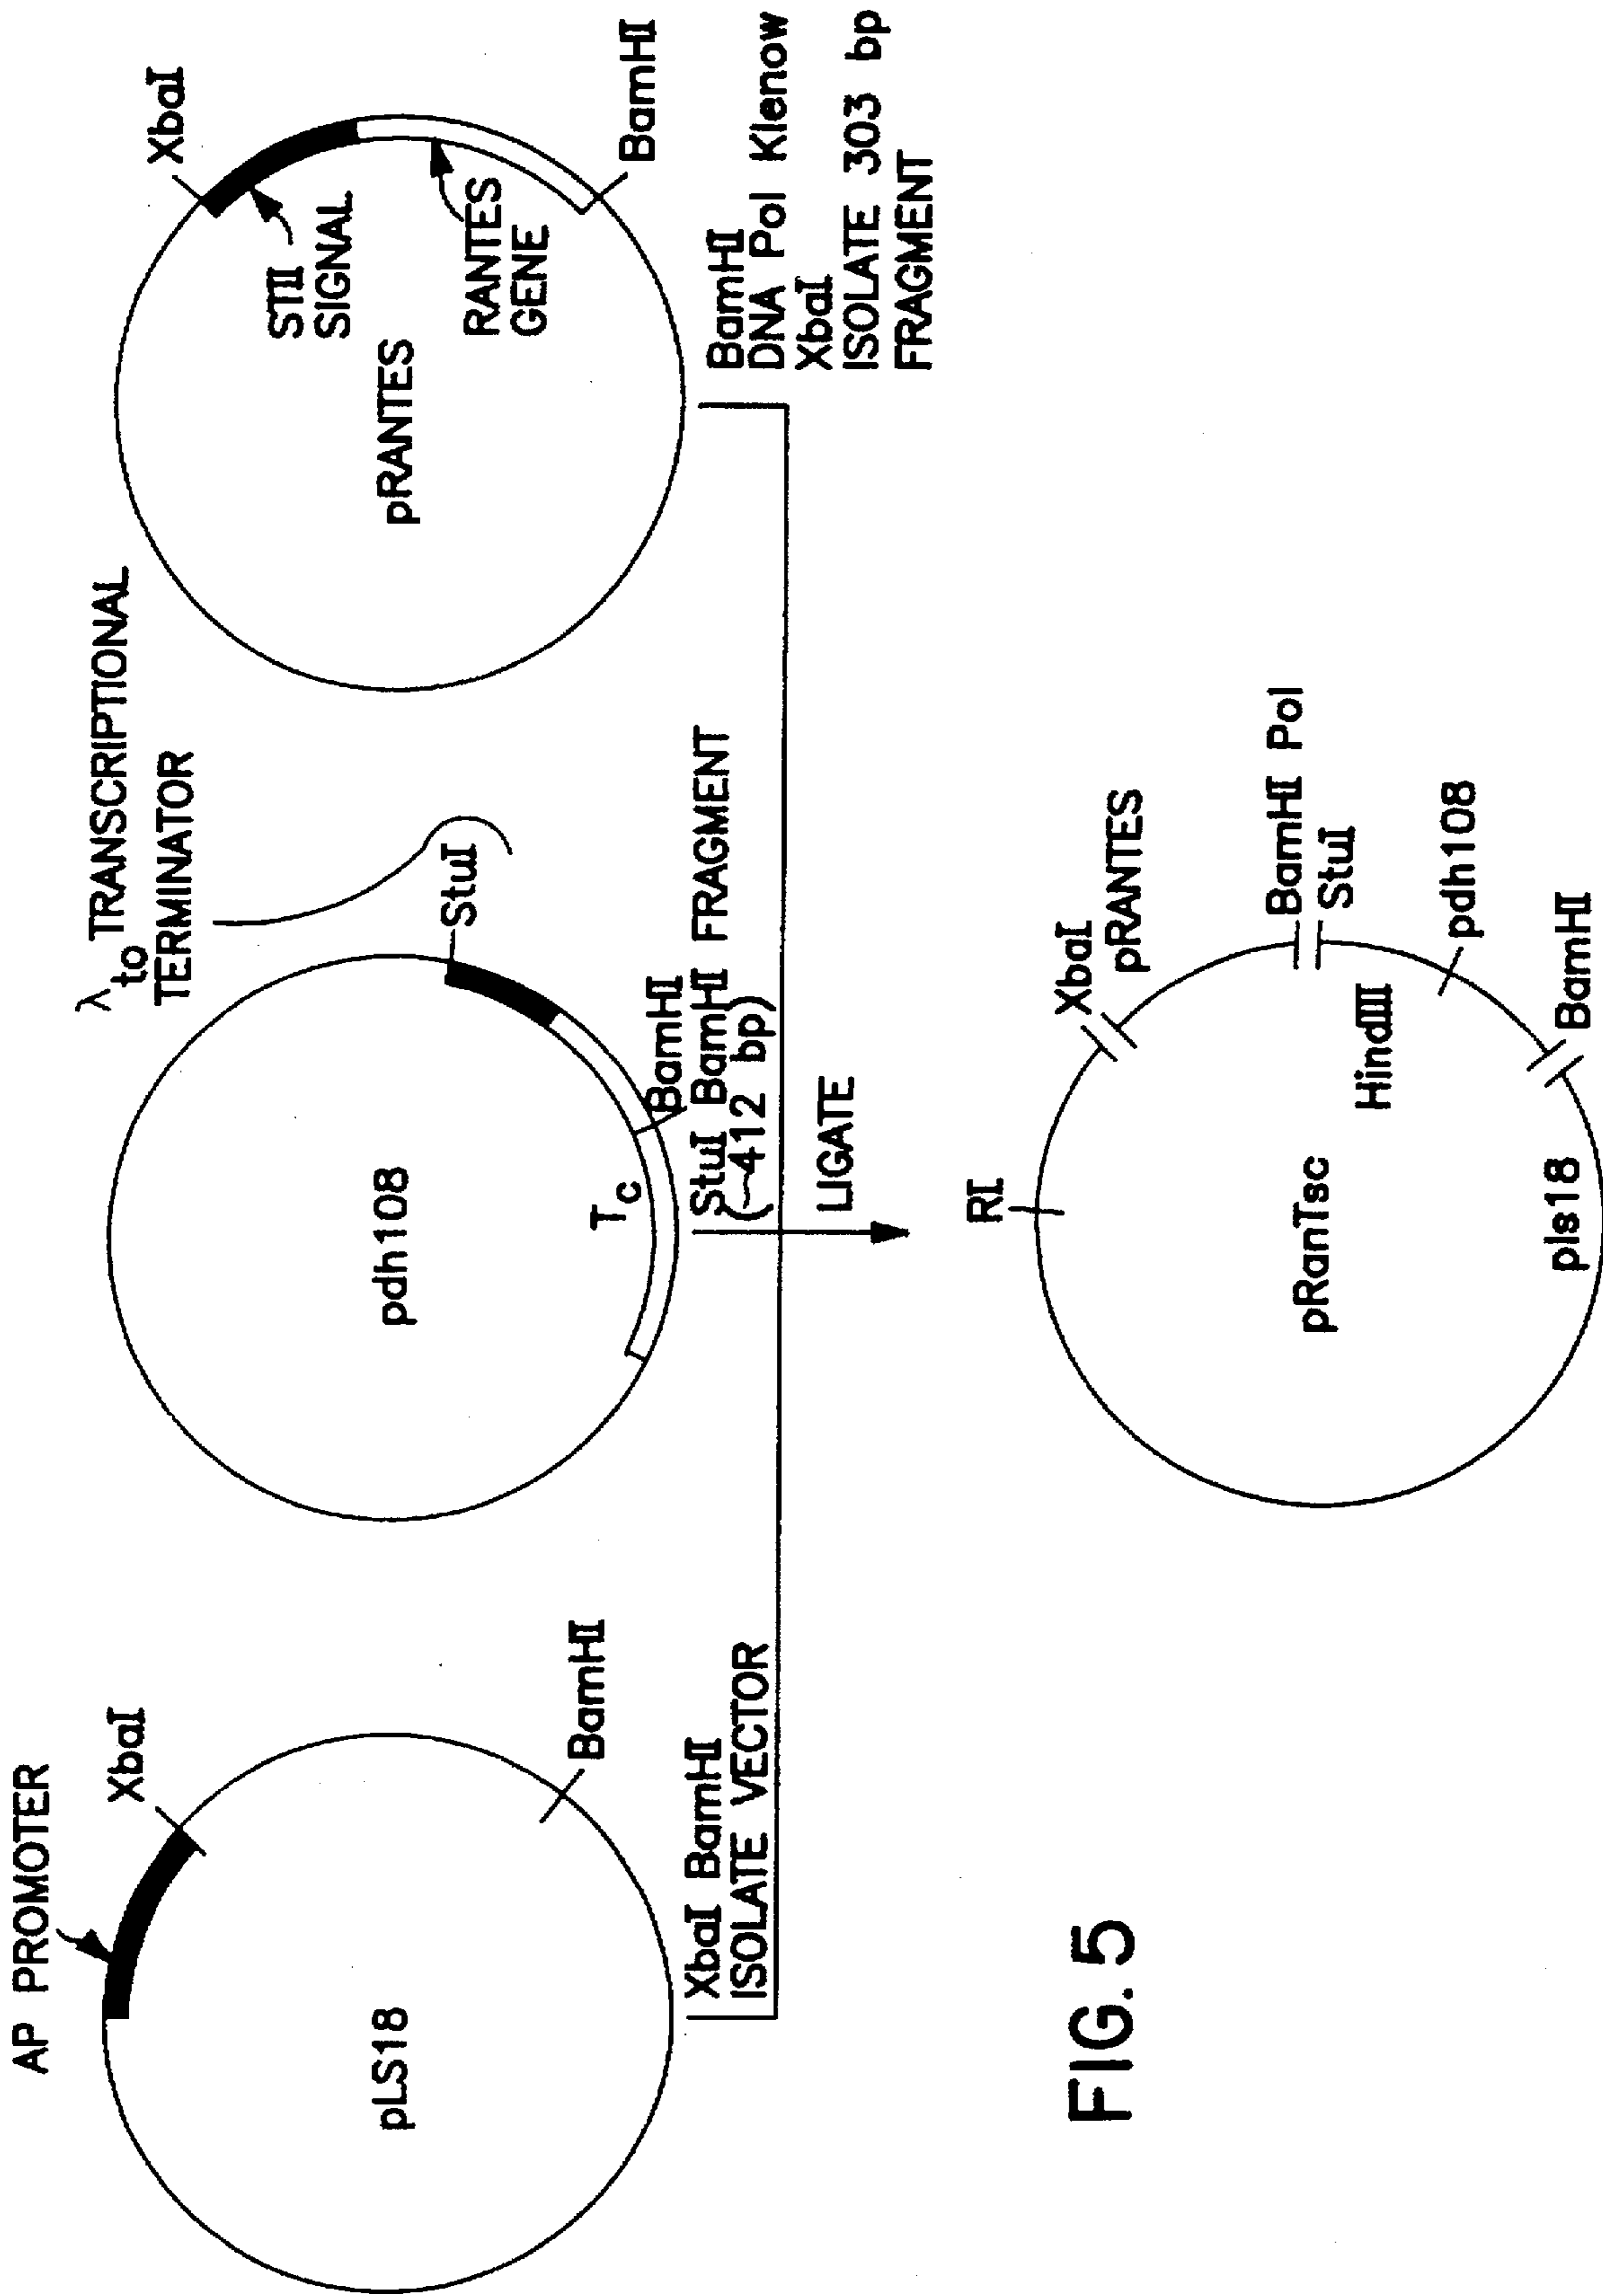 AP PROMOTER
XbaI
pLS18
BamHI
XbaI BamHI
ISOLATE VECTOR
λ
to
TRANSCRIPTIONAL
TERMINATOR
StuI
pdh108
Tc
BamHI
StuI BamHI FRAGMENT
(~412 bp)
XbaI
STII
SIGNAL
pRANTES
RANTES
GENE
BamHI
BamHI
DNA Pol Klenow
XbaI
ISOLATE 303 bp
FRAGMENT
LIGATE
RI
XbaI
pRANTES
BamHI Pol
StuI
HindIII
pRanTsc
pdh108
BamHI
pls18
FIG. 5